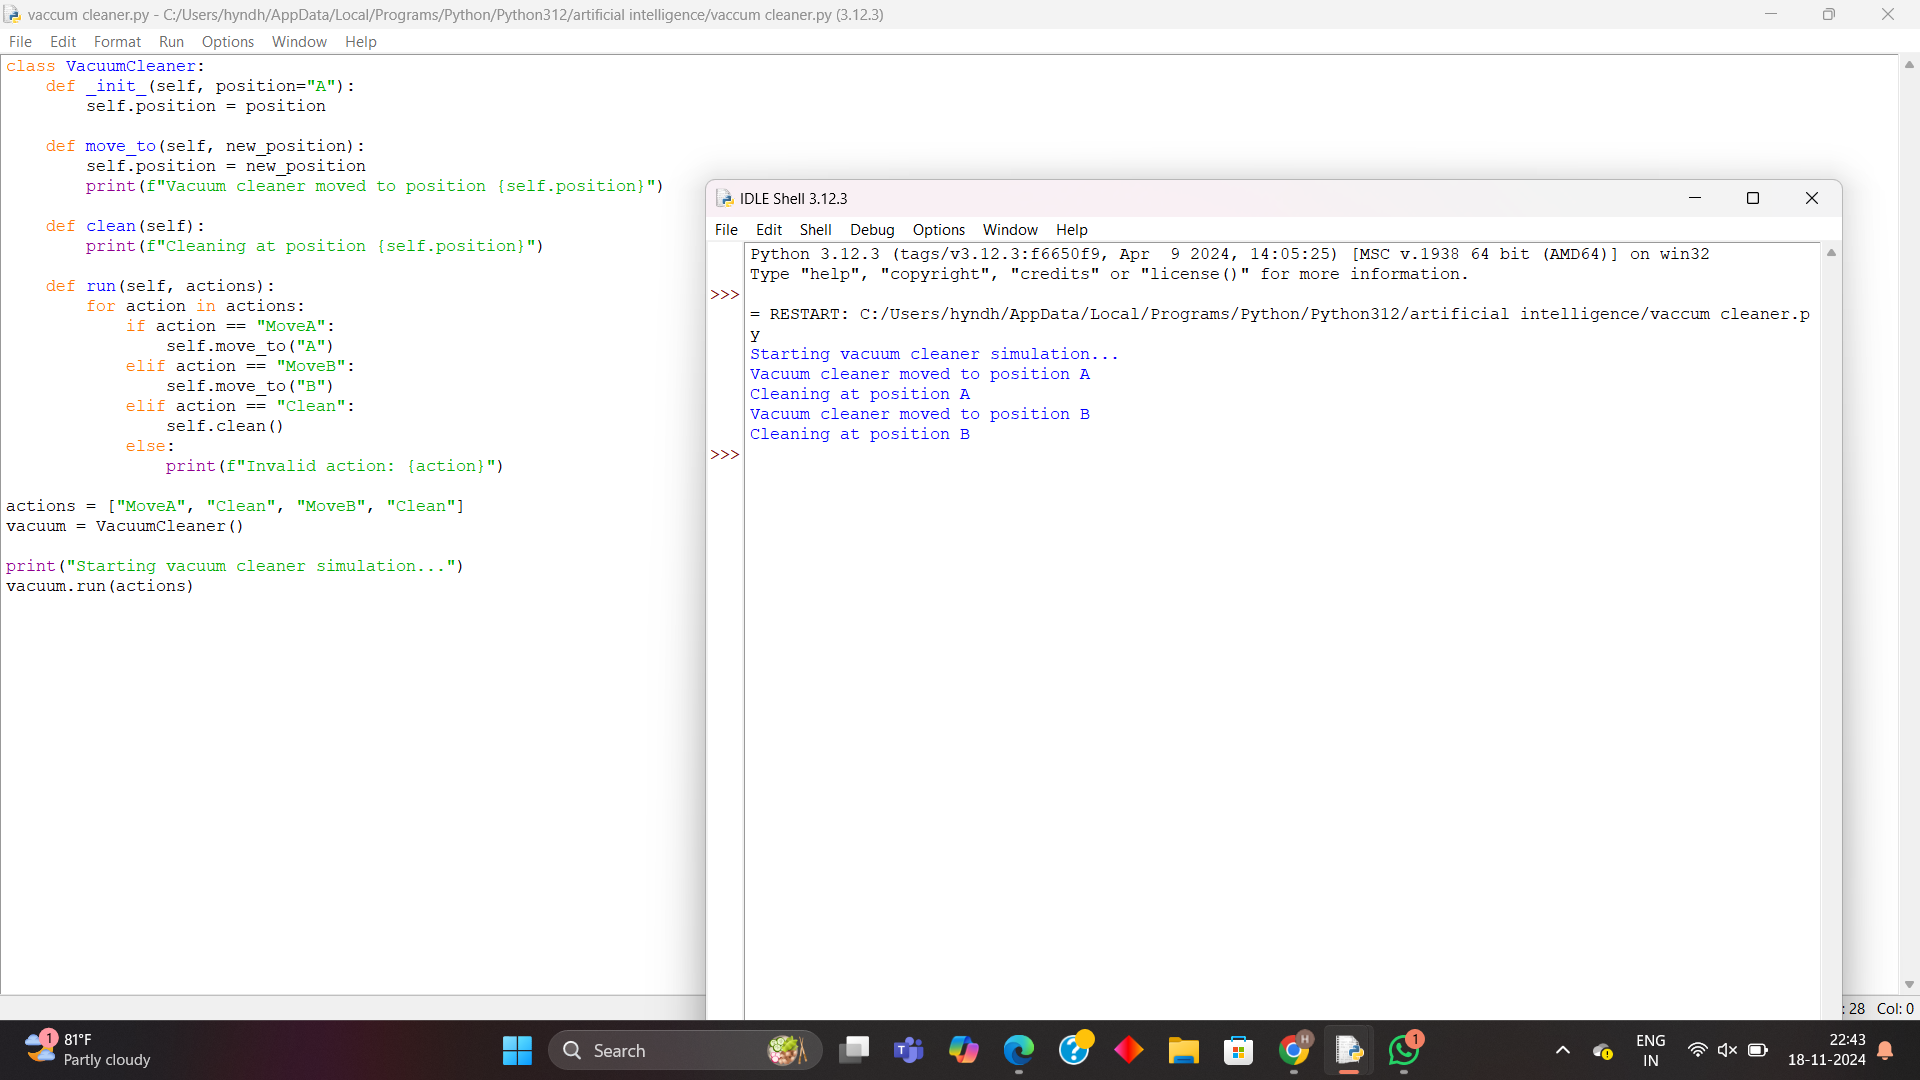 vaccum cleaner.py - C:/Users/hyndh/AppData/Local/Programs/Python/Python312/artificial intelligence/vaccum cleaner.py (3.12.3)
File Edit Format Run Options Window Help
class VacuumCleaner:
    def _init_(self, position="A"):
        self.position = position
    def move_to(self, new_position):
        self.position = new_position
        print(f"Vacuum cleaner moved to position {self.position}")
    def clean(self):
        print(f"Cleaning at position {self.position}")
    def run(self, actions):
        for action in actions:
            if action == "MoveA":
                self.move_to("A")
            elif action == "MoveB":
                self.move_to("B")
            elif action == "Clean":
                self.clean()
            else:
                print(f"Invalid action: {action}")
actions = ["MoveA", "Clean", "MoveB", "Clean"]
vacuum = VacuumCleaner()
print("Starting vacuum cleaner simulation...")
vacuum.run(actions)
IDLE Shell 3.12.3
File Edit Shell Debug Options Window Help
Python 3.12.3 (tags/v3.12.3:f6650f9, Apr  9 2024, 14:05:25) [MSC v.1938 64 bit (AMD64)] on win32
Type "help", "copyright", "credits" or "license()" for more information.
>>>
= RESTART: C:/Users/hyndh/AppData/Local/Programs/Python/Python312/artificial intelligence/vaccum cleaner.p
y
Starting vacuum cleaner simulation...
Vacuum cleaner moved to position A
Cleaning at position A
Vacuum cleaner moved to position B
Cleaning at position B
>>>
: 28 Col: 0
1
81°F
Partly cloudy
Search
H
1
ENG
IN
22:43
18-11-2024